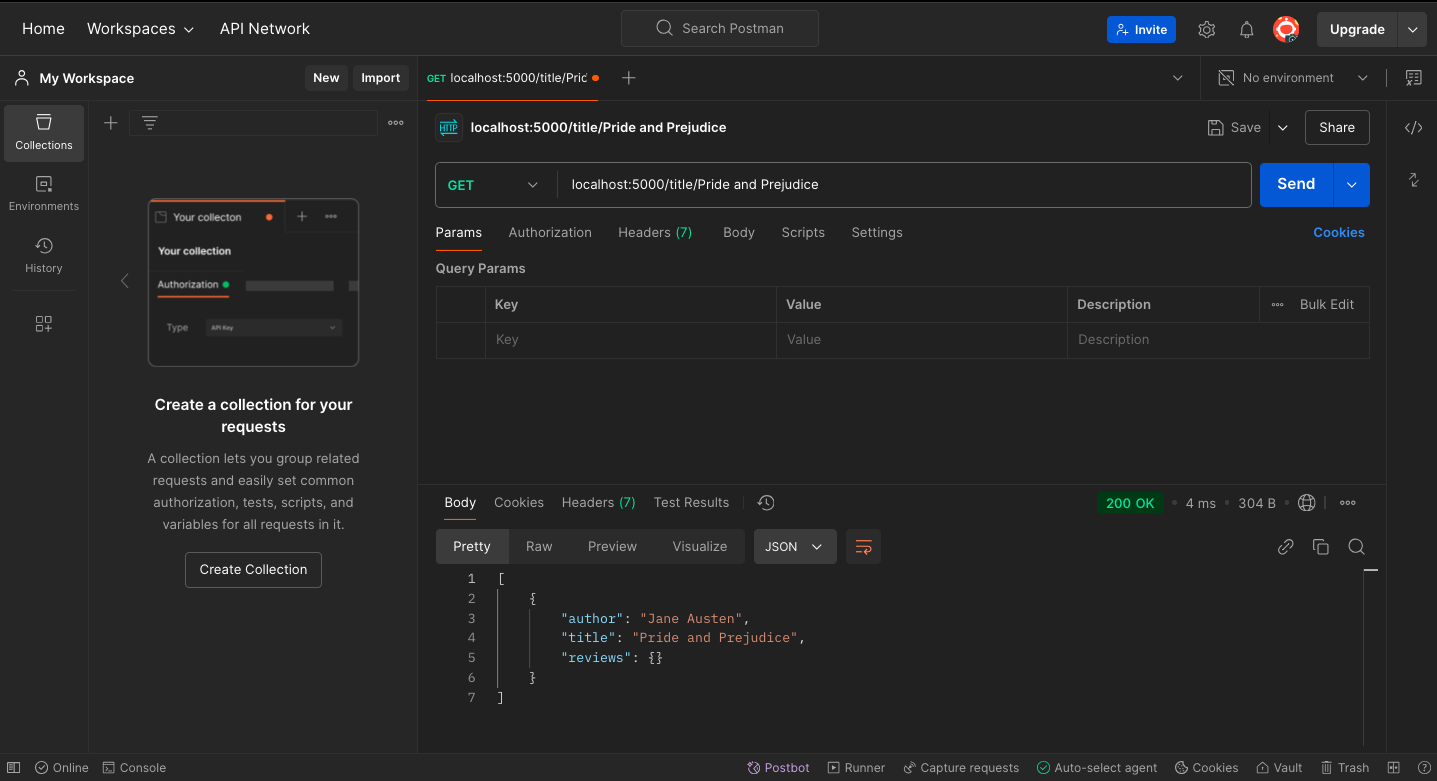 Home Workspaces API Network Search Postman Invite Upgrade
My Workspace New Import GET localhost:5000/title/Prid No environment
Collections
Environments
History
Your collecton
Your collection
Authorization
Type API Key
Create a collection for your
requests
A collection lets you group related
requests and easily set common
authorization, tests, scripts, and
variables for all requests in it.
Create Collection
HTTP localhost:5000/title/Pride and Prejudice Save Share
GET localhost:5000/title/Pride and Prejudice Send
Params Authorization Headers (7) Body Scripts Settings Cookies
Query Params
Key Value Description Bulk Edit
Key Value Description
Body Cookies Headers (7) Test Results 200 OK 4 ms 304 B
Pretty Raw Preview Visualize JSON
1 [
2 {
3 "author": "Jane Austen",
4 "title": "Pride and Prejudice",
5 "reviews": {}
6 }
7 ]
Online Console Postbot Runner Capture requests Auto-select agent Cookies Vault Trash